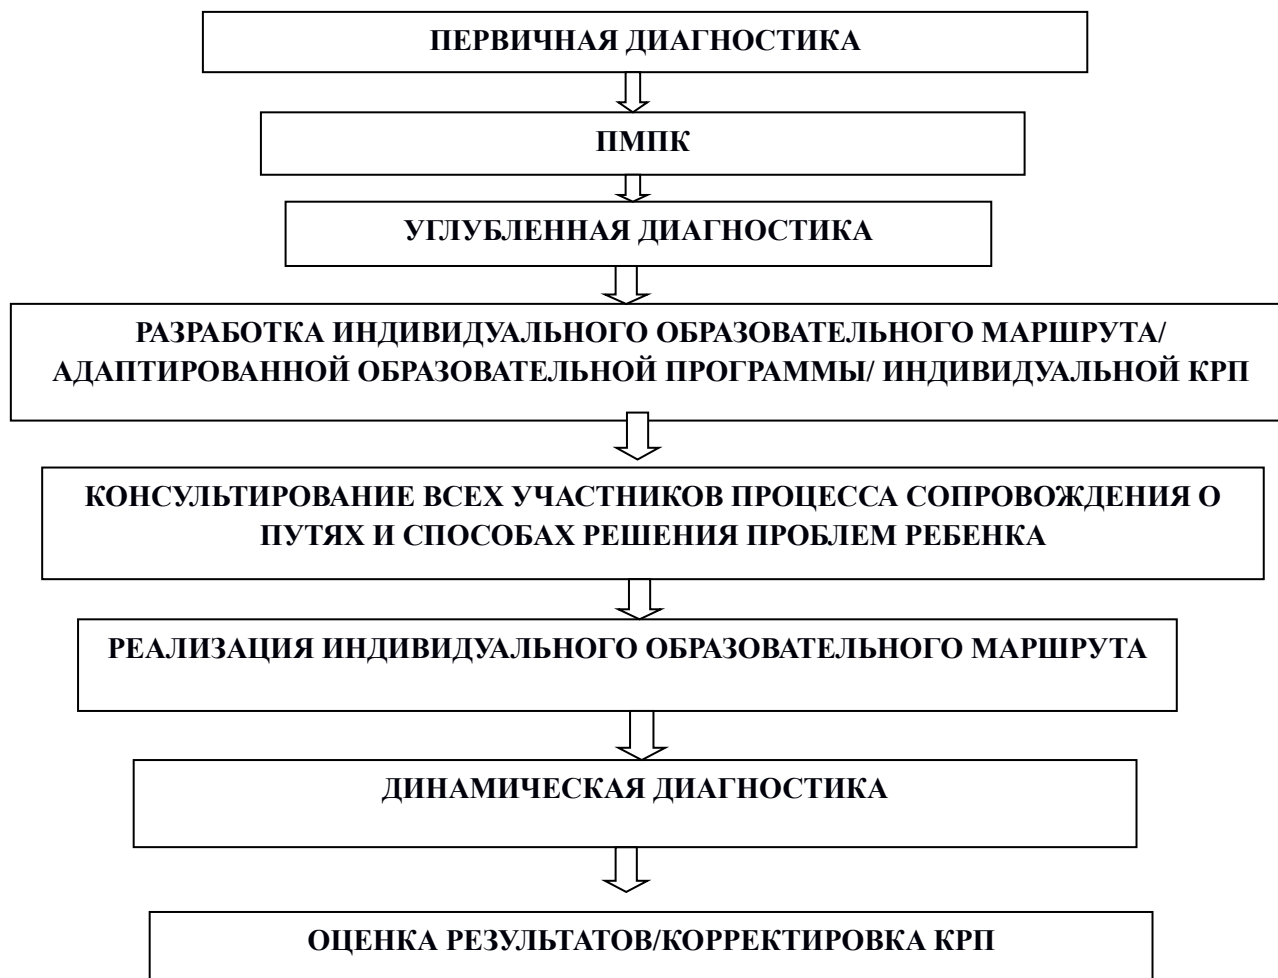 ПЕРВИЧНАЯ ДИАГНОСТИКА
ПМПК
УГЛУБЛЕННАЯ ДИАГНОСТИКА
РАЗРАБОТКА ИНДИВИДУАЛЬНОГО ОБРАЗОВАТЕЛЬНОГО МАРШРУТА/
АДАПТИРОВАННОЙ ОБРАЗОВАТЕЛЬНОЙ ПРОГРАММЫ/ ИНДИВИДУАЛЬНОЙ КРП
КОНСУЛЬТИРОВАНИЕ ВСЕХ УЧАСТНИКОВ ПРОЦЕССА СОПРОВОЖДЕНИЯ О
ПУТЯХ И СПОСОБАХ РЕШЕНИЯ ПРОБЛЕМ РЕБЕНКА
РЕАЛИЗАЦИЯ ИНДИВИДУАЛЬНОГО ОБРАЗОВАТЕЛЬНОГО МАРШРУТА
ДИНАМИЧЕСКАЯ ДИАГНОСТИКА
ОЦЕНКА РЕЗУЛЬТАТОВ/КОРРЕКТИРОВКА КРП